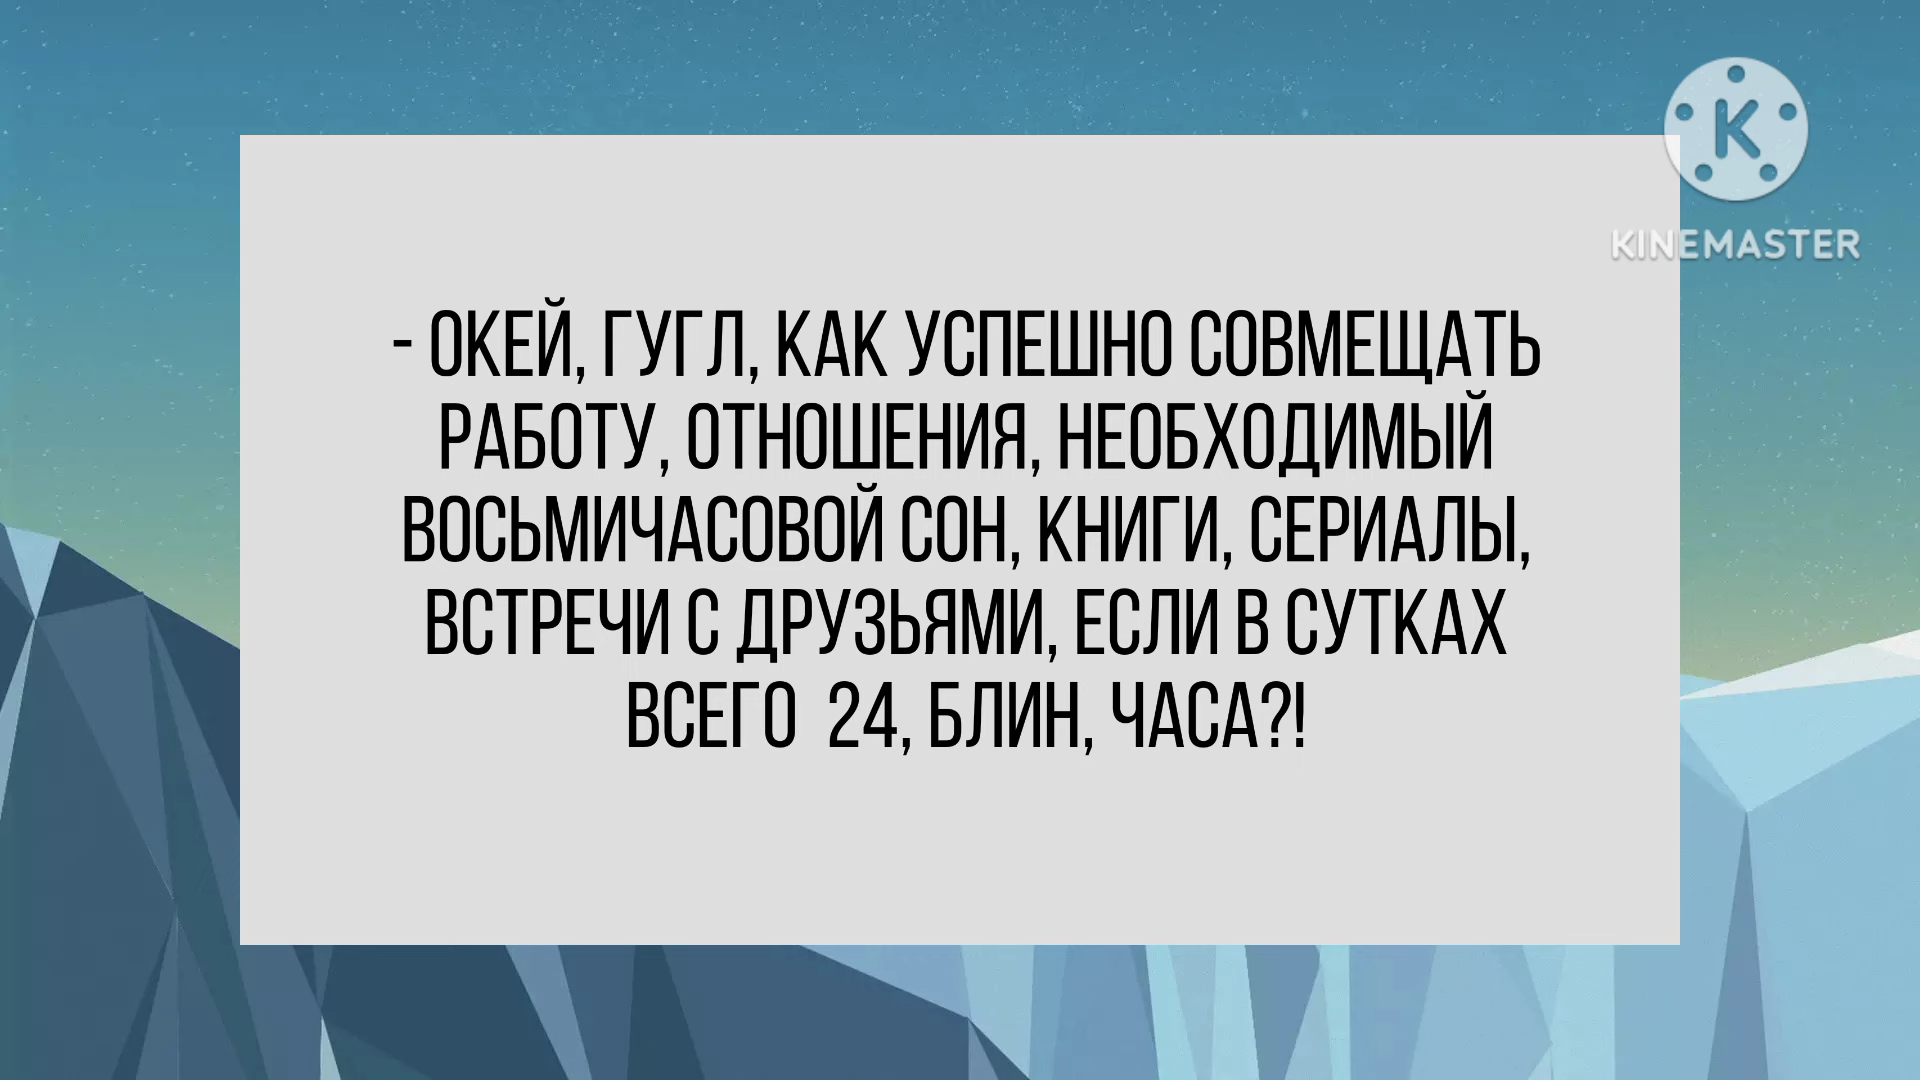 K
KINEMASTER
- ОКЕЙ, ГУГЛ, КАК УСПЕШНО СОВМЕЩАТЬ
РАБОТУ, ОТНОШЕНИЯ, НЕОБХОДИМЫЙ
ВОСЬМИЧАСОВОЙ СОН, КНИГИ, СЕРИАЛЫ,
ВСТРЕЧИ С ДРУЗЬЯМИ, ЕСЛИ В СУТКАХ
ВСЕГО  24, БЛИН, ЧАСА?!